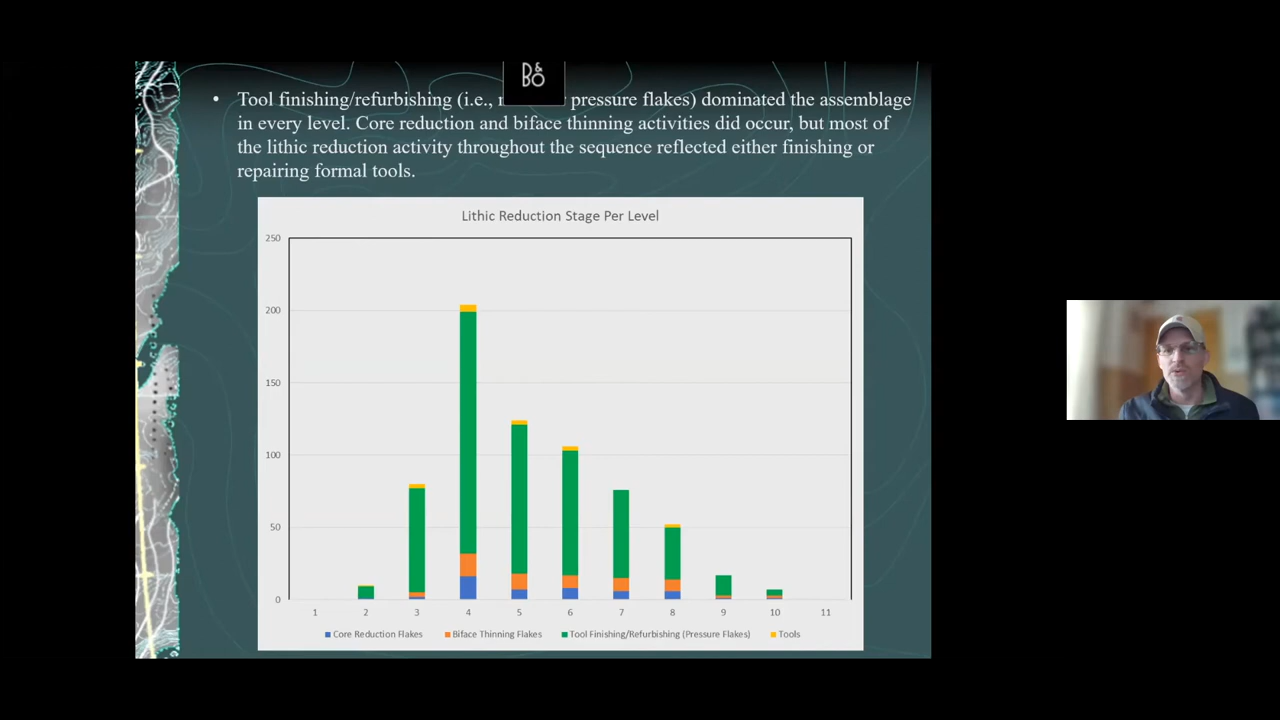 B&O
• Tool finishing/refurbishing (i.e., pressure flakes) dominated the assemblage
in every level. Core reduction and biface thinning activities did occur, but most of
the lithic reduction activity throughout the sequence reflected either finishing or
repairing formal tools.
Lithic Reduction Stage Per Level
250
200
150
100
50
0
1 2 3 4 5 6 7 8 9 10 11
Core Reduction Flakes Biface Thinning Flakes Tool Finishing/Refurbishing (Pressure Flakes) Tools